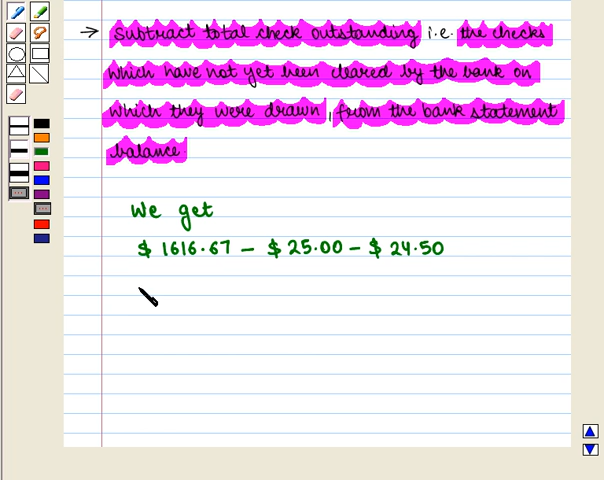 → Subtract total check outstanding i.e. the checks
which have not yet been cleared by the bank on
which they were drawn, from the bank statement
balance
We get
$ 1616.67 - $ 25.00 - $ 24.50